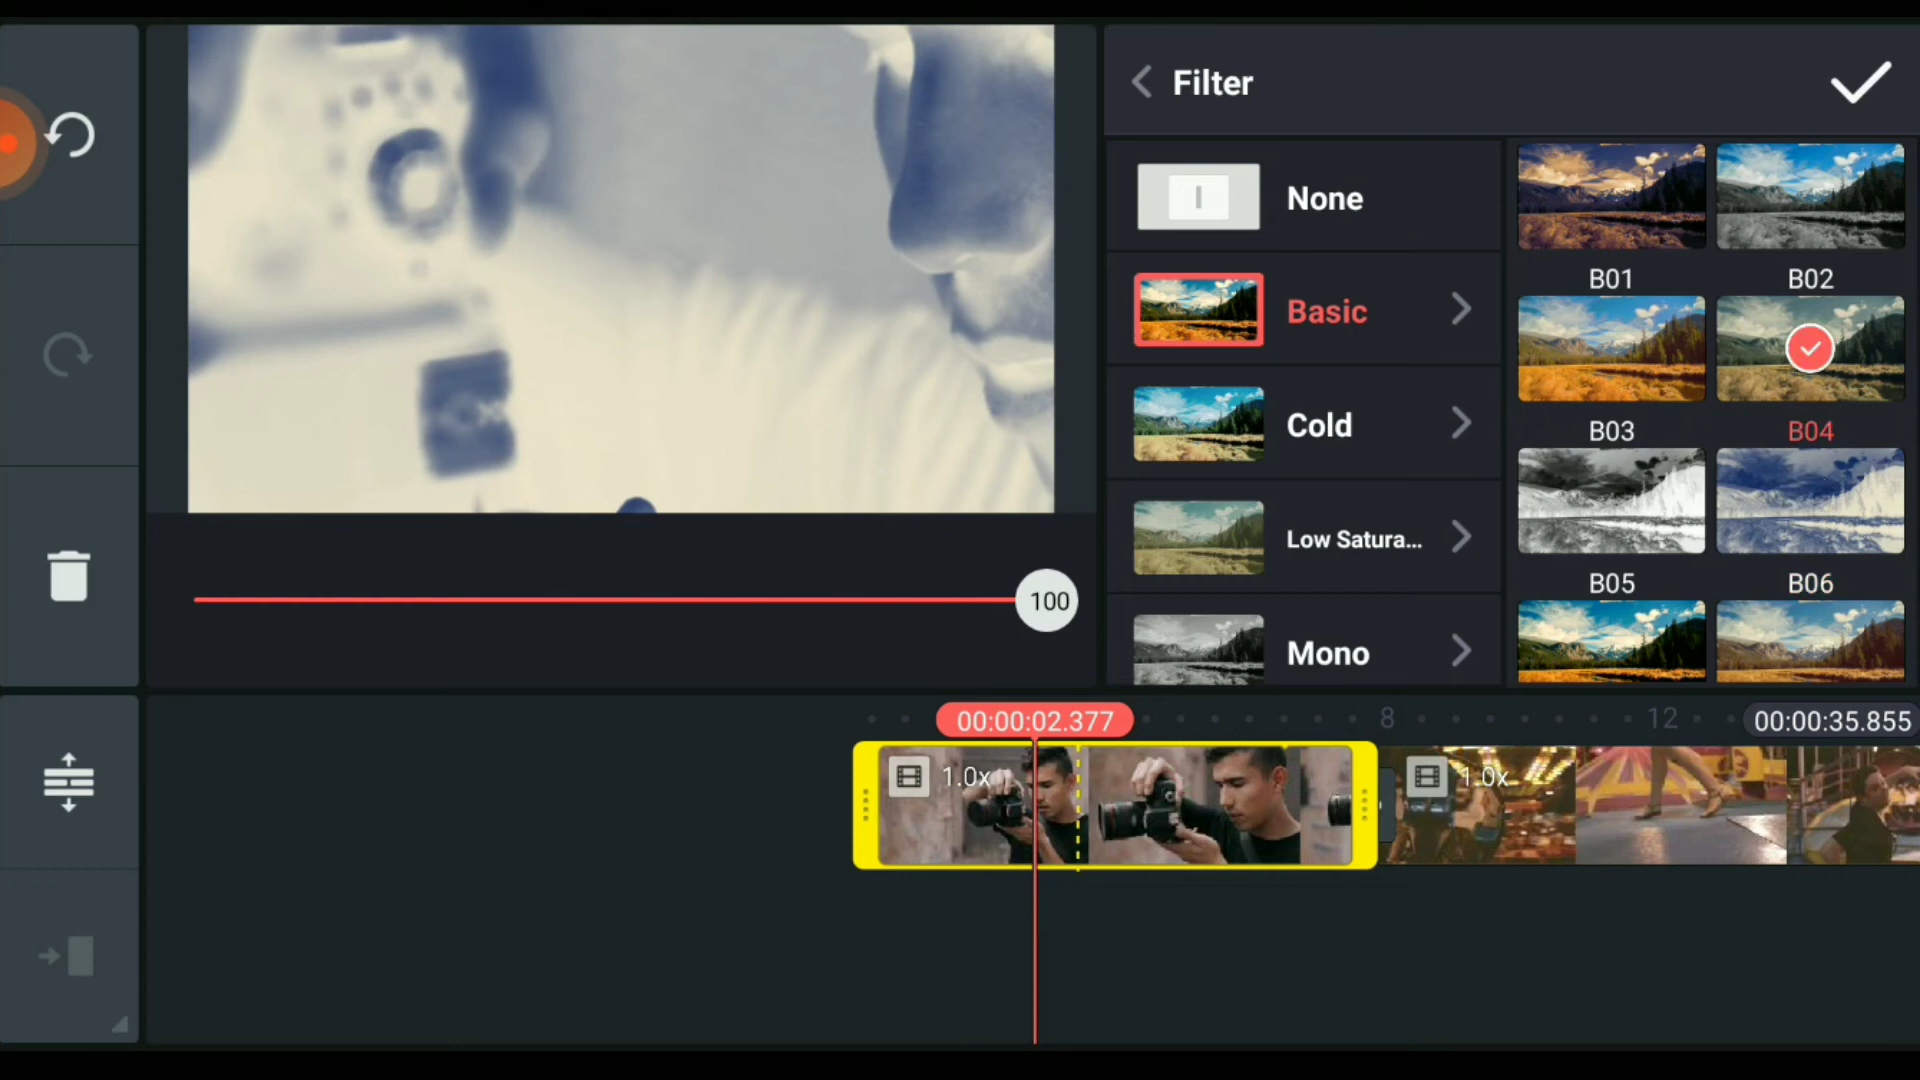 Filter
None
Basic
Cold
Low Satura...
Mono
B01
B02
B03
B04
B05
B06
100
00:00:02.377
8
12
00:00:35.855
1.0x
1.0x